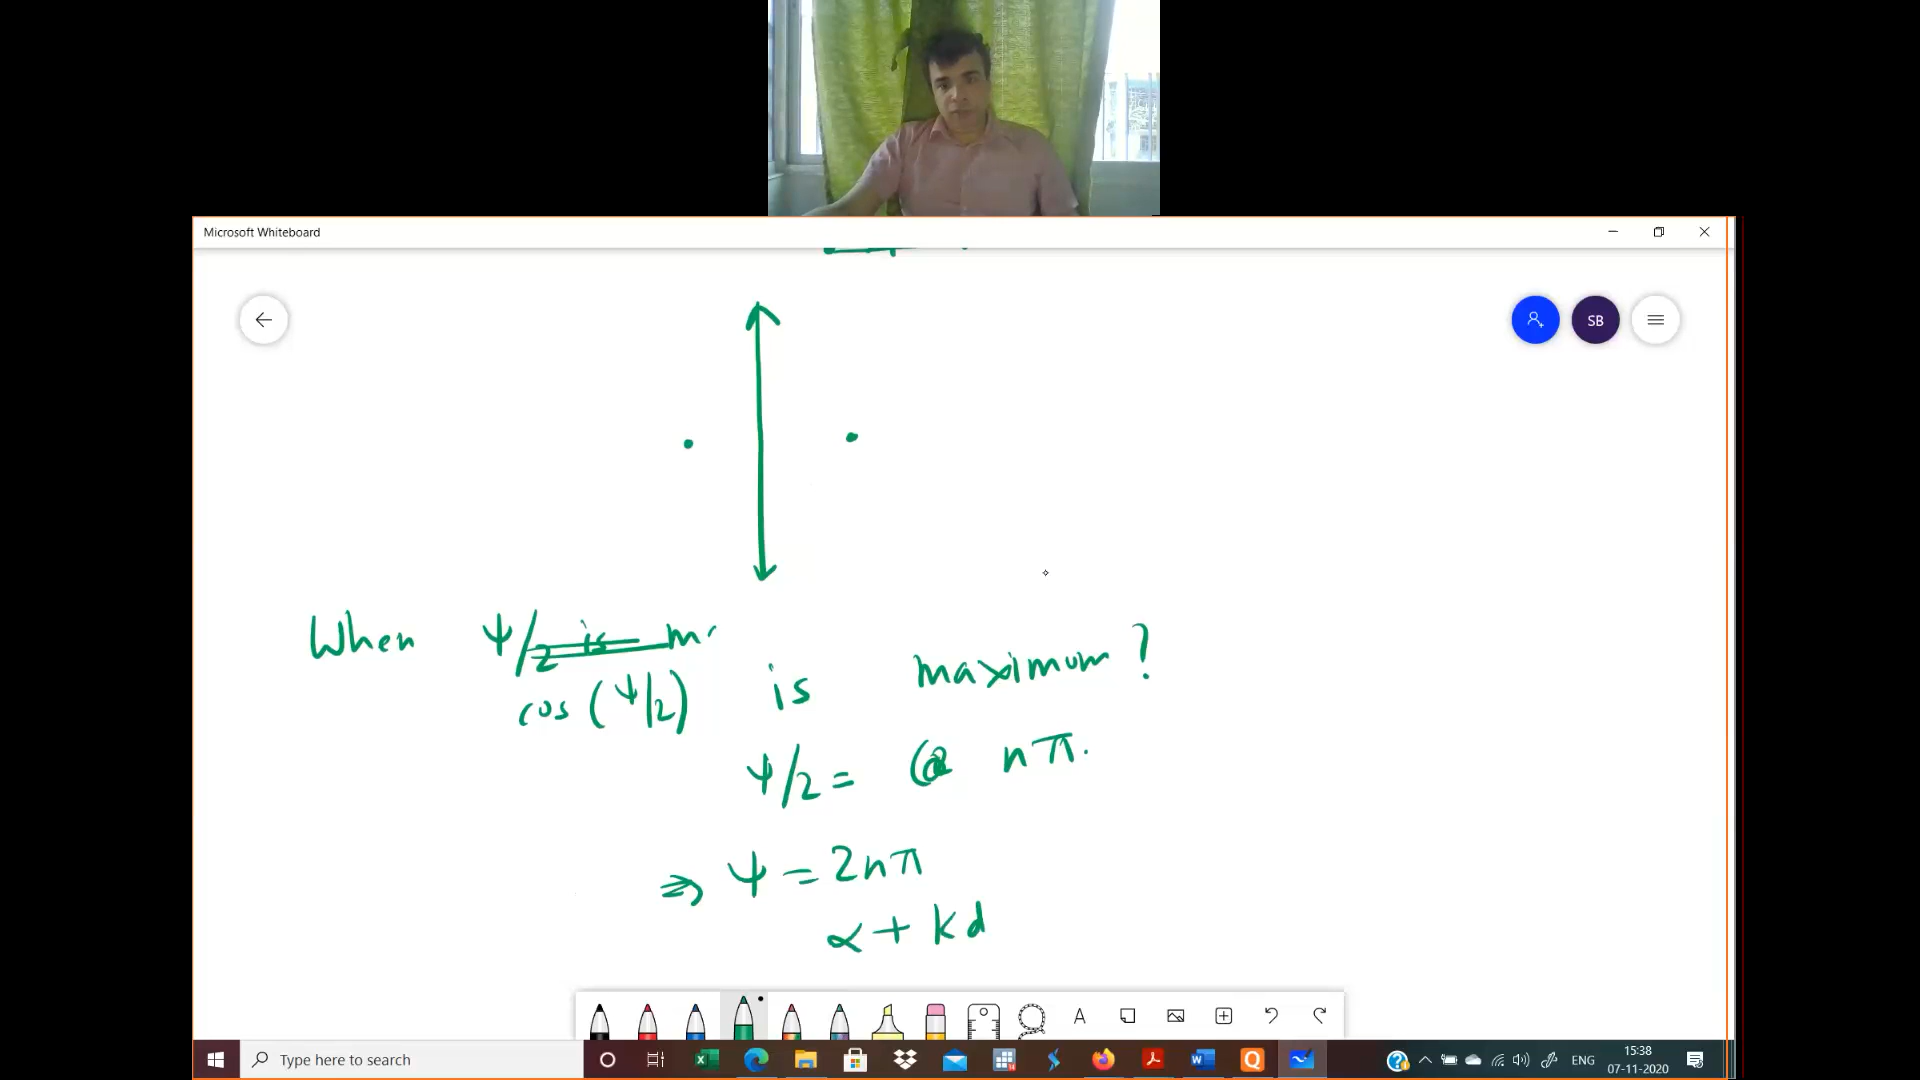 Microsoft Whiteboard
SB
When ψ/2 is
cos (ψ/2) is maximum?
ψ/2 = nπ.
⇒ ψ = 2nπ
α + kd
A
Type here to search
ENG
15:38
07-11-2020